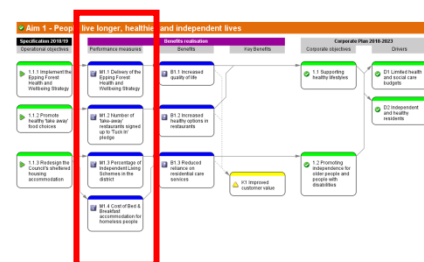 Aim 1 - People live longer, healthier and independent lives
Specification 2018/19
Benefits realisation
Corporate Plan 2018-2023
Operational objectives
Performance measures
Benefits
Key Benefits
Corporate objectives
Drivers
1.1.1 Implement the
Epping Forest
Health and
Wellbeing Strategy
M1.1 Delivery of the
Epping Forest
Health and
Wellbeing Strategy
B1.1 Increased
quality of life
1.1 Supporting
healthy lifestyles
D1 Limited health
and social care
budgets
1.1.2 Promote
healthy 'take away'
food choices
M1.2 Number of
'take-away'
restaurants signed
up to 'Tuck in'
pledge
B1.2 Increased
healthy options in
restaurants
D2 Independent
and healthy
residents
1.1.3 Redesign the
Council's sheltered
housing
accommodation
M1.3 Percentage of
Independent Living
Schemes in the
district
B1.3 Reduced
reliance on
residential care
services
1.2 Promoting
independence for
older people and
people with
disabilities
K1 Improved
customer value
M1.4 Cost of Bed &
Breakfast
accommodation for
homeless people